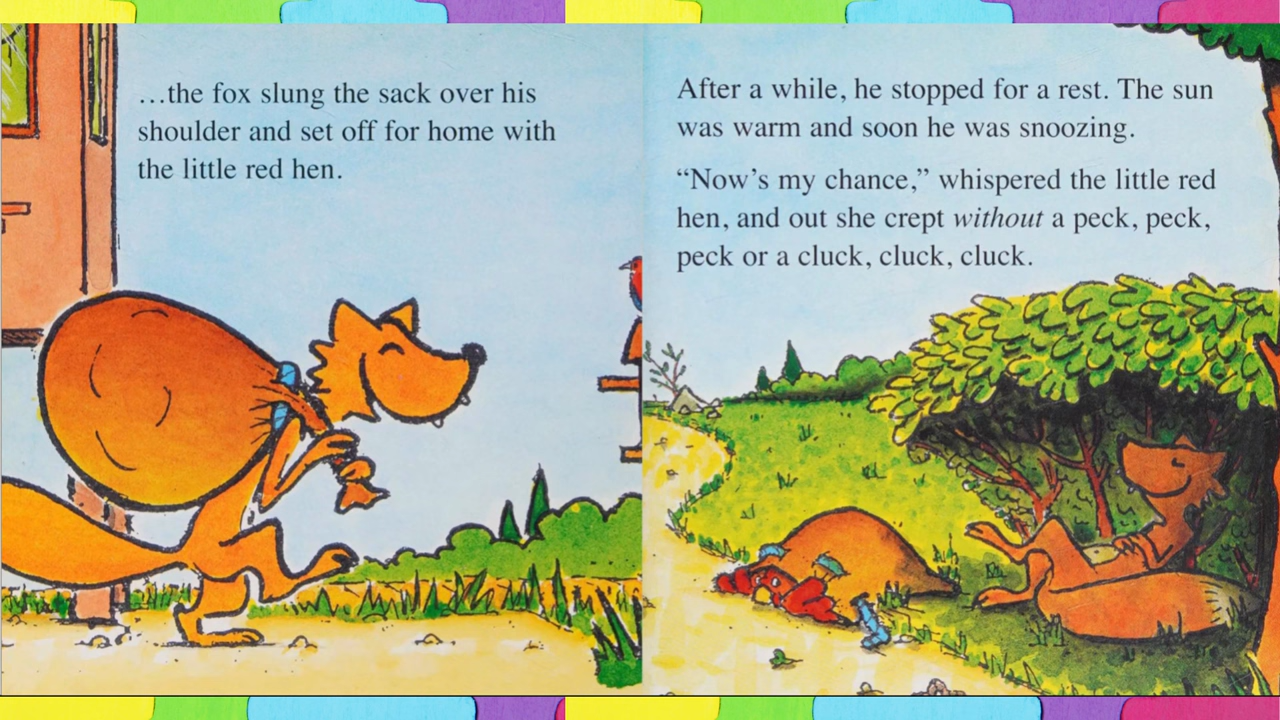 …the fox slung the sack over his
shoulder and set off for home with
the little red hen.
After a while, he stopped for a rest. The sun
was warm and soon he was snoozing.
“Now’s my chance,” whispered the little red
hen, and out she crept without a peck, peck,
peck or a cluck, cluck, cluck.